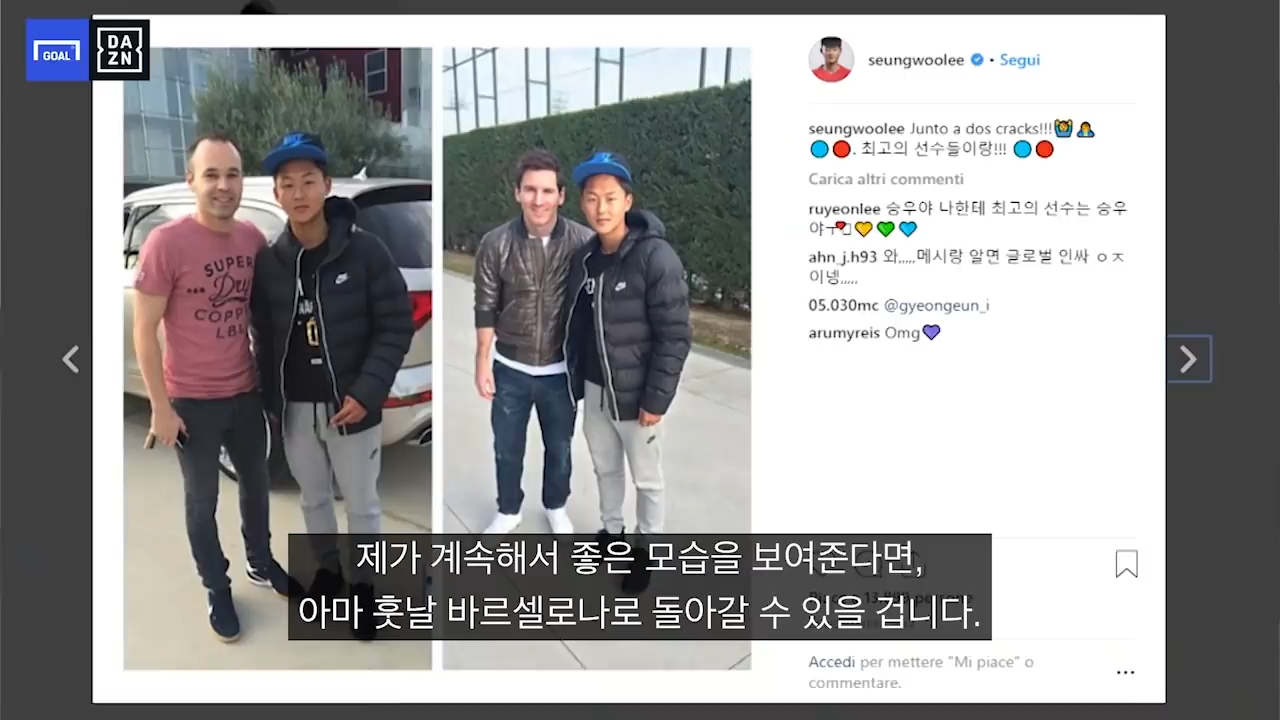 GOAL
DA
ZN
seungwoolee • Segui
seungwoolee Junto a dos cracks!!!
. 최고의 선수들이랑!!!
Carica altri commenti
ruyeonlee 승우야 나한테 최고의 선수는 승우
야ㅜ
ahn_j.h93 와,,,,,메시랑 알면 글로벌 인싸 ㅇㅈ
이넹,,,,,
05.030mc @gyeongeun_i
arumyreis Omg
SUPER
Dry
COPP
LBL
제가 계속해서 좋은 모습을 보여준다면,
아마 훗날 바르셀로나로 돌아갈 수 있을 겁니다.
Accedi per mettere "Mi piace" o
commentare.